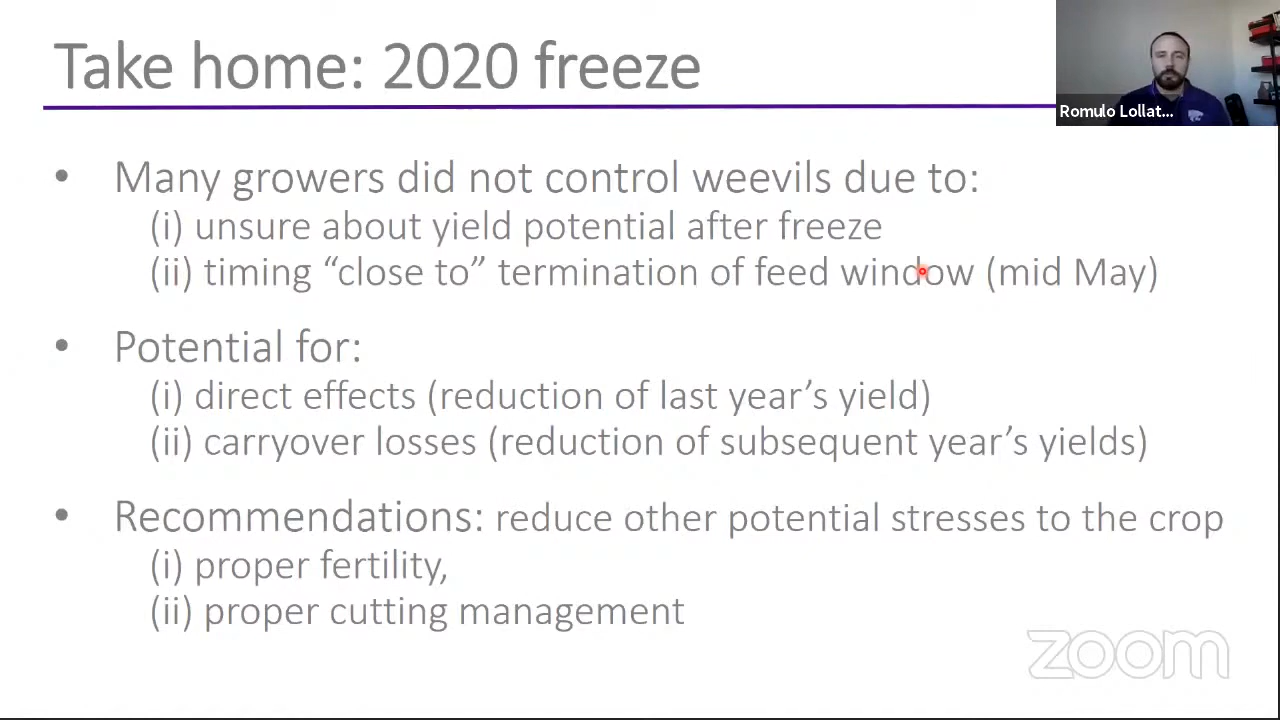 Take home: 2020 freeze
Romulo Lollat...
• Many growers did not control weevils due to:
(i) unsure about yield potential after freeze
(ii) timing “close to” termination of feed window (mid May)
• Potential for:
(i) direct effects (reduction of last year’s yield)
(ii) carryover losses (reduction of subsequent year’s yields)
• Recommendations: reduce other potential stresses to the crop
(i) proper fertility,
(ii) proper cutting management
zoom